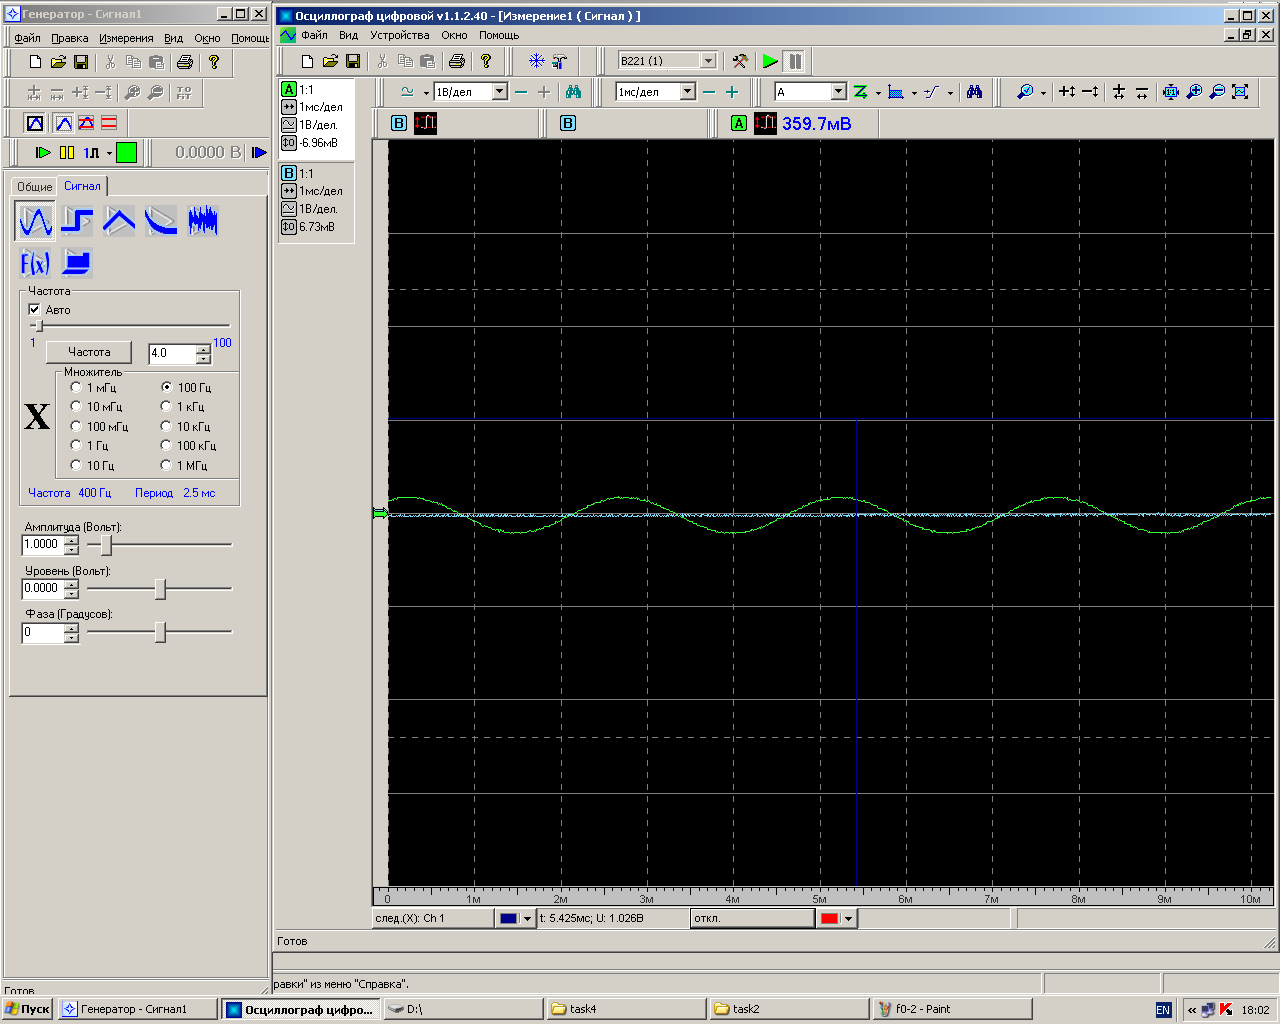 Генератор - Сигнал1
Файл Правка Измерения Вид Окно Помощь
0.0000 В
Общие Сигнал
F(x)
Частота
Авто
1 100
Частота 4.0
Множитель
X
1 мГц 100 Гц
10 мГц 1 кГц
100 мГц 10 кГц
1 Гц 100 кГц
10 Гц 1 МГц
Частота 400 Гц Период 2.5 мс
Амплитуда (Вольт):
1.0000
Уровень (Вольт):
0.0000
Фаза (Градусов):
0
Готов
Осциллограф цифровой v1.1.2.40 - [Измерение1 ( Сигнал ) ]
Файл Вид Устройства Окно Помощь
B221 (1)
1В/дел 1мс/дел A
A 1:1
1мс/дел
1В/дел.
-6.96мВ
B 1:1
1мс/дел
1В/дел.
6.73мВ
B B A 359.7мВ
0 1м 2м 3м 4м 5м 6м 7м 8м 9м 10м
след.(X): Ch 1 t: 5.425мс; U: 1.026В откл.
Готов
равки" из меню "Справка".
Пуск Генератор - Сигнал1 Осциллограф цифро... D:\ task4 task2 f0-2 - Paint EN « 18:02